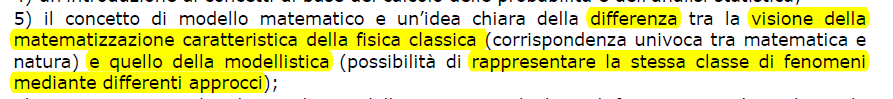 5) il concetto di modello matematico e un'idea chiara della differenza tra la visione della
matematizzazione caratteristica della fisica classica (corrispondenza univoca tra matematica e
natura) e quello della modellistica (possibilità di rappresentare la stessa classe di fenomeni
mediante differenti approcci);